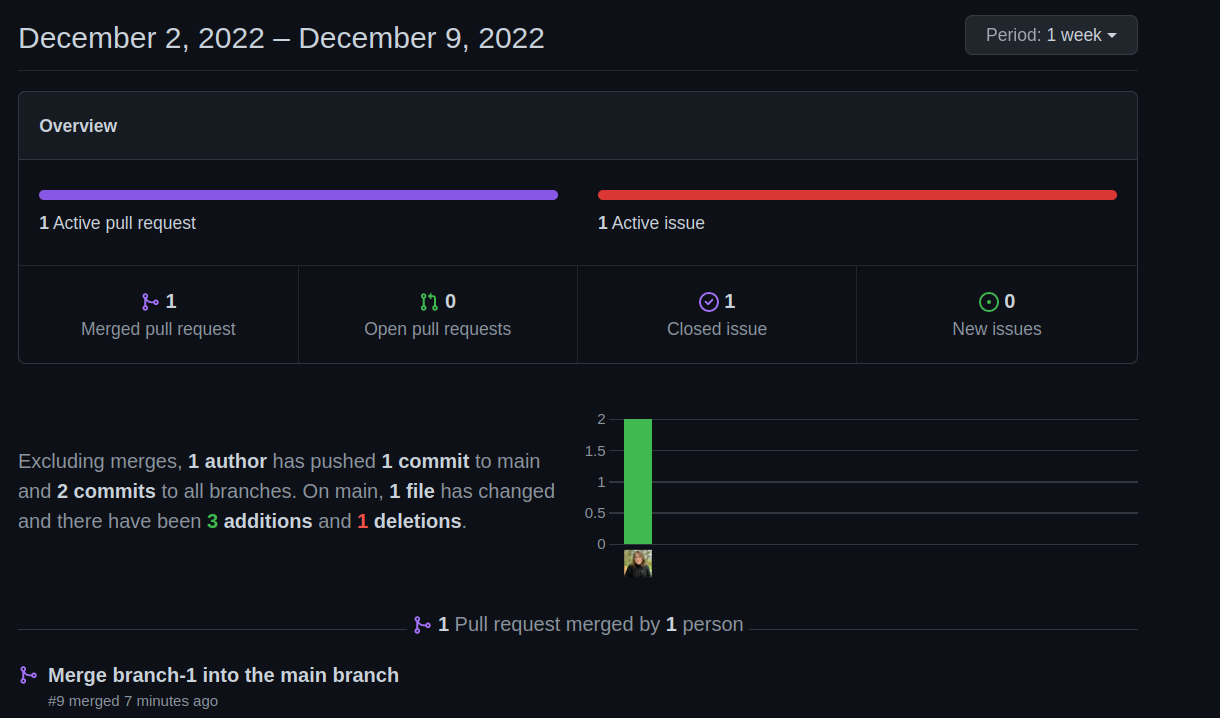 December 2, 2022 – December 9, 2022
Period: 1 week
Overview
1 Active pull request
1 Active issue
1
Merged pull request
0
Open pull requests
1
Closed issue
0
New issues
Excluding merges, 1 author has pushed 1 commit to main
and 2 commits to all branches. On main, 1 file has changed
and there have been 3 additions and 1 deletions.
2
1.5
1
0.5
0
1 Pull request merged by 1 person
Merge branch-1 into the main branch
#9 merged 7 minutes ago